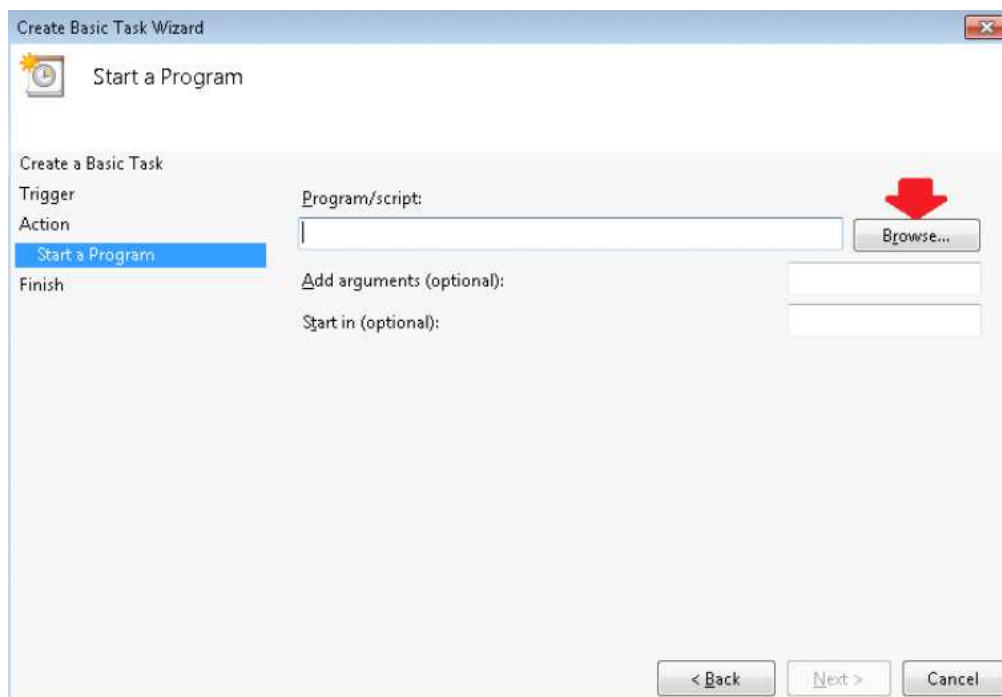 Create Basic Task Wizard
Start a Program
Create a Basic Task
Trigger
Action
Start a Program
Finish
Program/script:
Browse...
Add arguments (optional):
Start in (optional):
< Back
Next >
Cancel